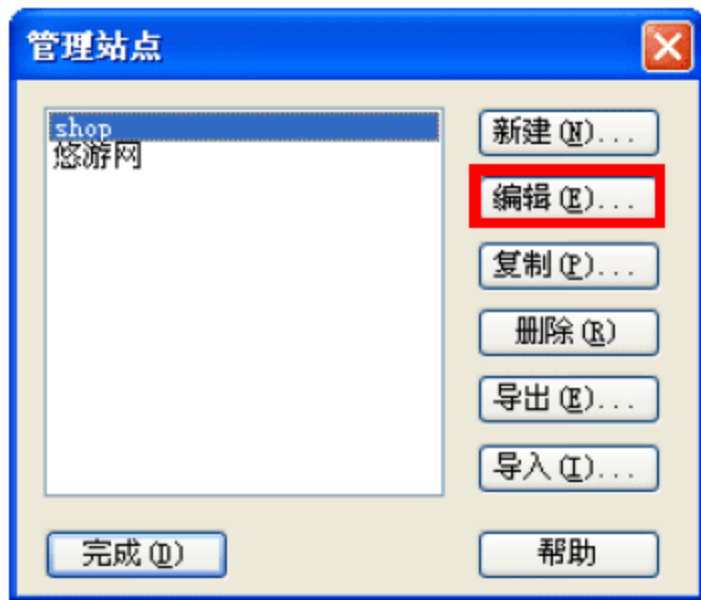 管理站点
shop
悠游网
新建(N)...
编辑(E)...
复制(P)...
删除(R)
导出(E)...
导入(I)...
完成(D)
帮助